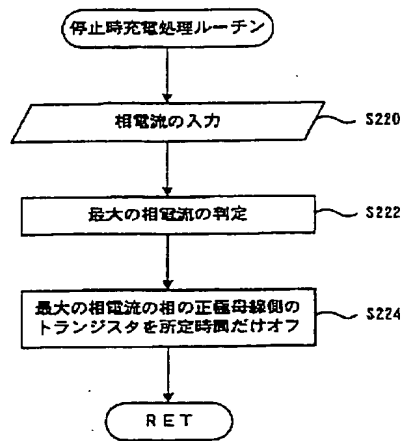 停止時充電処理ルーチン
相電流の入力
S220
最大の相電流の判定
S222
最大の相電流の相の正極母線側の
トランジスタを所定時間だけオフ
S224
RET